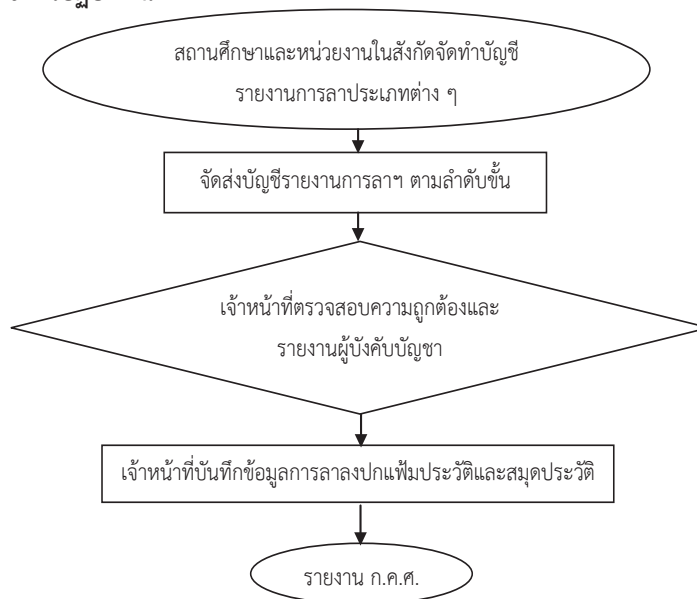 สถานศึกษาและหน่วยงานในสังกัดจัดทำบัญชี
รายงานการลาประเภทต่าง ๆ
จัดส่งบัญชีรายงานการลาฯ ตามลำดับขั้น
เจ้าหน้าที่ตรวจสอบความถูกต้องและ
รายงานผู้บังคับบัญชา
เจ้าหน้าที่บันทึกข้อมูลการลาลงปกแฟ้มประวัติและสมุดประวัติ
รายงาน ก.ค.ศ.